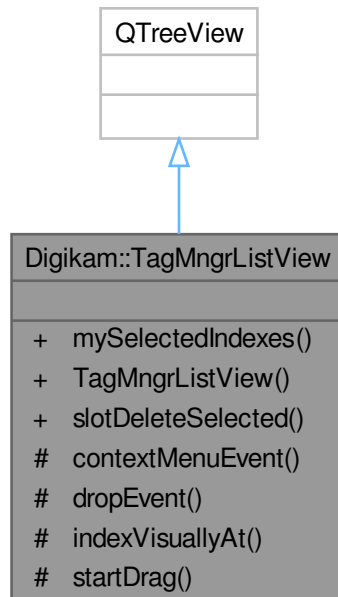 QTreeView
Digikam::TagMngrListView
+ mySelectedIndexes()
+ TagMngrListView()
+ slotDeleteSelected()
# contextMenuEvent()
# dropEvent()
# indexVisuallyAt()
# startDrag()